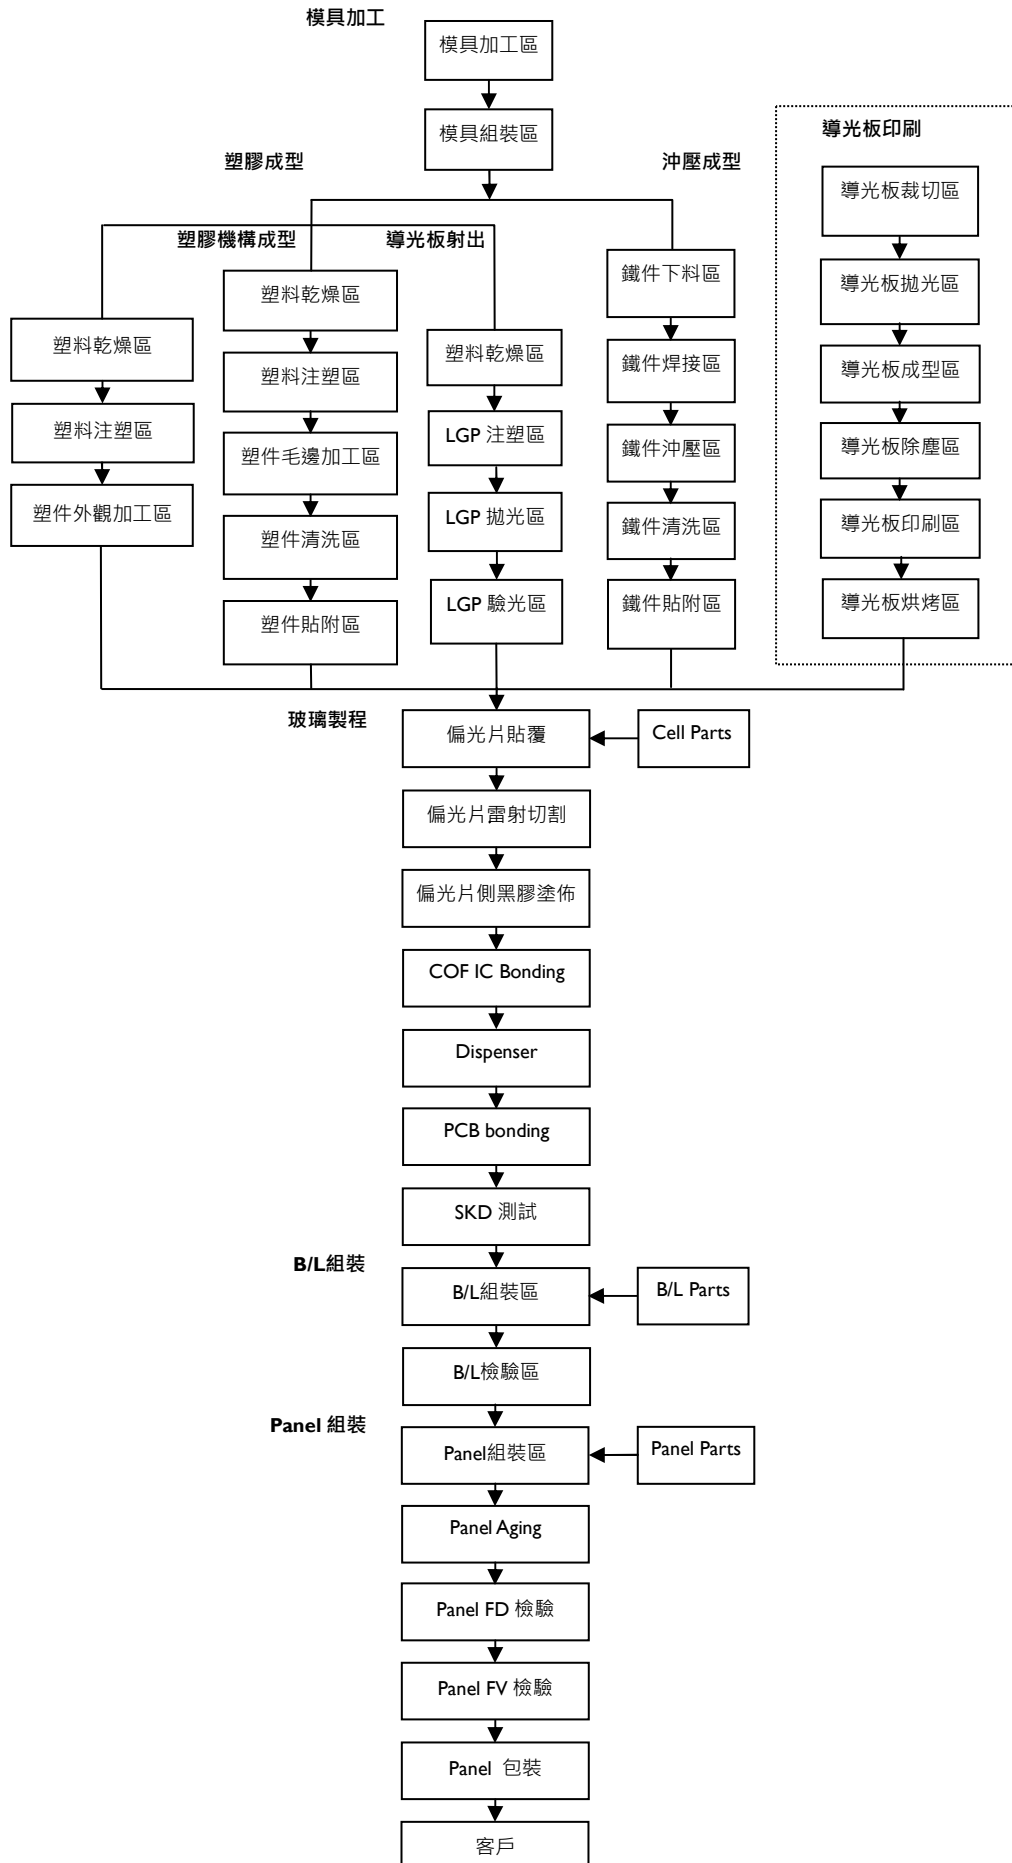 模具加工
模具加工區
模具組裝區
塑膠成型
沖壓成型
導光板印刷
塑膠機構成型
導光板射出
塑料乾燥區
塑料注塑區
塑件外觀加工區
塑料乾燥區
塑料注塑區
塑件毛邊加工區
塑件清洗區
塑件貼附區
塑料乾燥區
LGP 注塑區
LGP 拋光區
LGP 驗光區
鐵件下料區
鐵件焊接區
鐵件沖壓區
鐵件清洗區
鐵件貼附區
導光板裁切區
導光板拋光區
導光板成型區
導光板除塵區
導光板印刷區
導光板烘烤區
玻璃製程
偏光片貼覆
Cell Parts
偏光片雷射切割
偏光片側黑膠塗佈
COF IC Bonding
Dispenser
PCB bonding
SKD 測試
B/L組裝
B/L組裝區
B/L Parts
B/L檢驗區
Panel 組裝
Panel組裝區
Panel Parts
Panel Aging
Panel FD 檢驗
Panel FV 檢驗
Panel 包裝
客戶